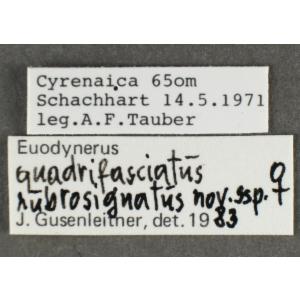 Cyrenaica 65om
Schachhart 14.5.1971
leg.A.F.Tauber
Euodynerus
quadrifasciatus
rubrosignatus nov.ssp. ♀
J. Gusenleitner, det. 1983